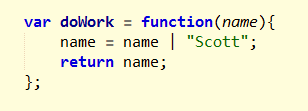 var doWork = function(name){
    name = name | "Scott";
    return name;
};